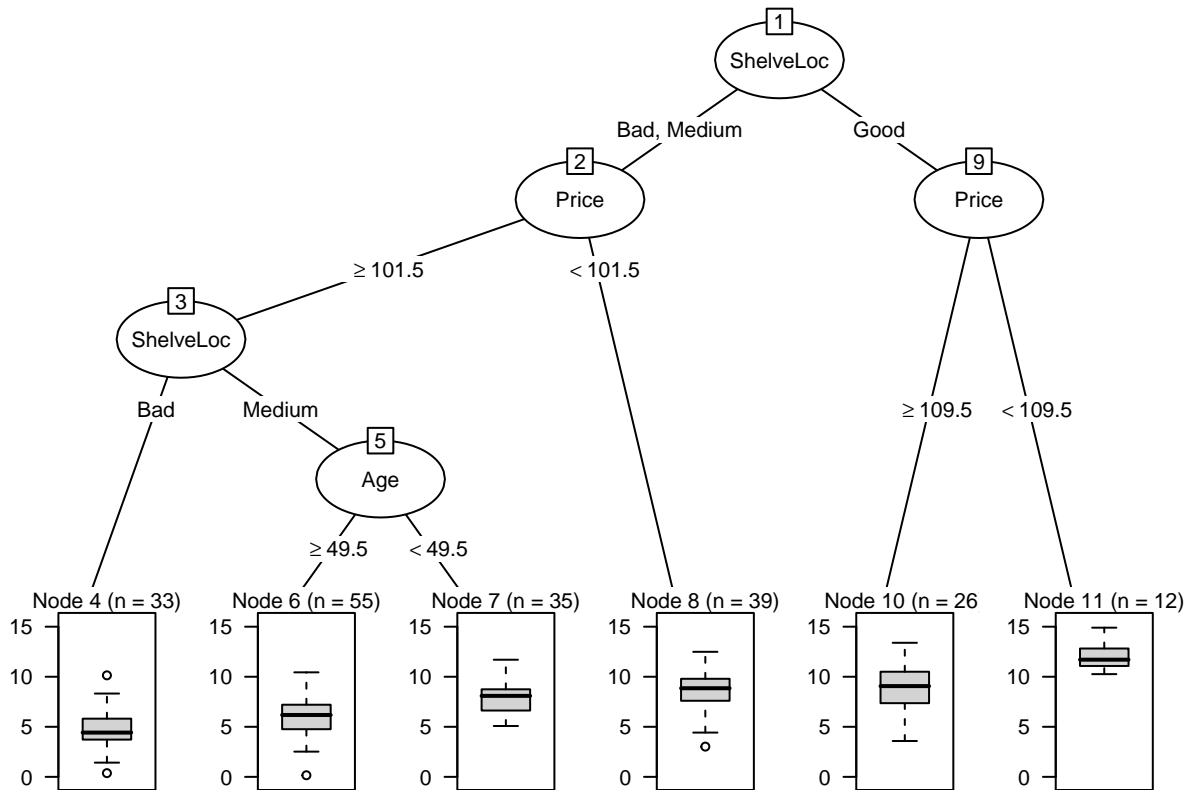 1
ShelveLoc
Bad, Medium Good
2 9
Price Price
≥ 101.5 < 101.5
3
ShelveLoc
Bad Medium ≥ 109.5 < 109.5
5
Age
≥ 49.5 < 49.5
Node 4 (n = 33) Node 6 (n = 55) Node 7 (n = 35) Node 8 (n = 39) Node 10 (n = 26 Node 11 (n = 12)
15 15 15 15 15 15
10 10 10 10 10 10
5 5 5 5 5 5
0 0 0 0 0 0